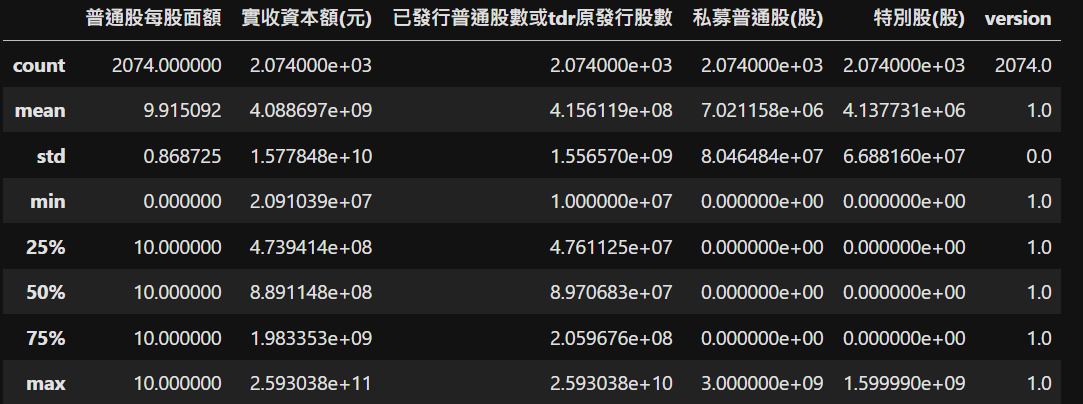 普通股每股面額 實收資本額(元) 已發行普通股數或tdr原發行股數 私募普通股(股) 特別股(股) version
count 2074.000000 2.074000e+03 2.074000e+03 2.074000e+03 2.074000e+03 2074.0
mean 9.915092 4.088697e+09 4.156119e+08 7.021158e+06 4.137731e+06 1.0
std 0.868725 1.577848e+10 1.556570e+09 8.046484e+07 6.688160e+07 0.0
min 0.000000 2.091039e+07 1.000000e+07 0.000000e+00 0.000000e+00 1.0
25% 10.000000 4.739414e+08 4.761125e+07 0.000000e+00 0.000000e+00 1.0
50% 10.000000 8.891148e+08 8.970683e+07 0.000000e+00 0.000000e+00 1.0
75% 10.000000 1.983353e+09 2.059676e+08 0.000000e+00 0.000000e+00 1.0
max 10.000000 2.593038e+11 2.593038e+10 3.000000e+09 1.599990e+09 1.0